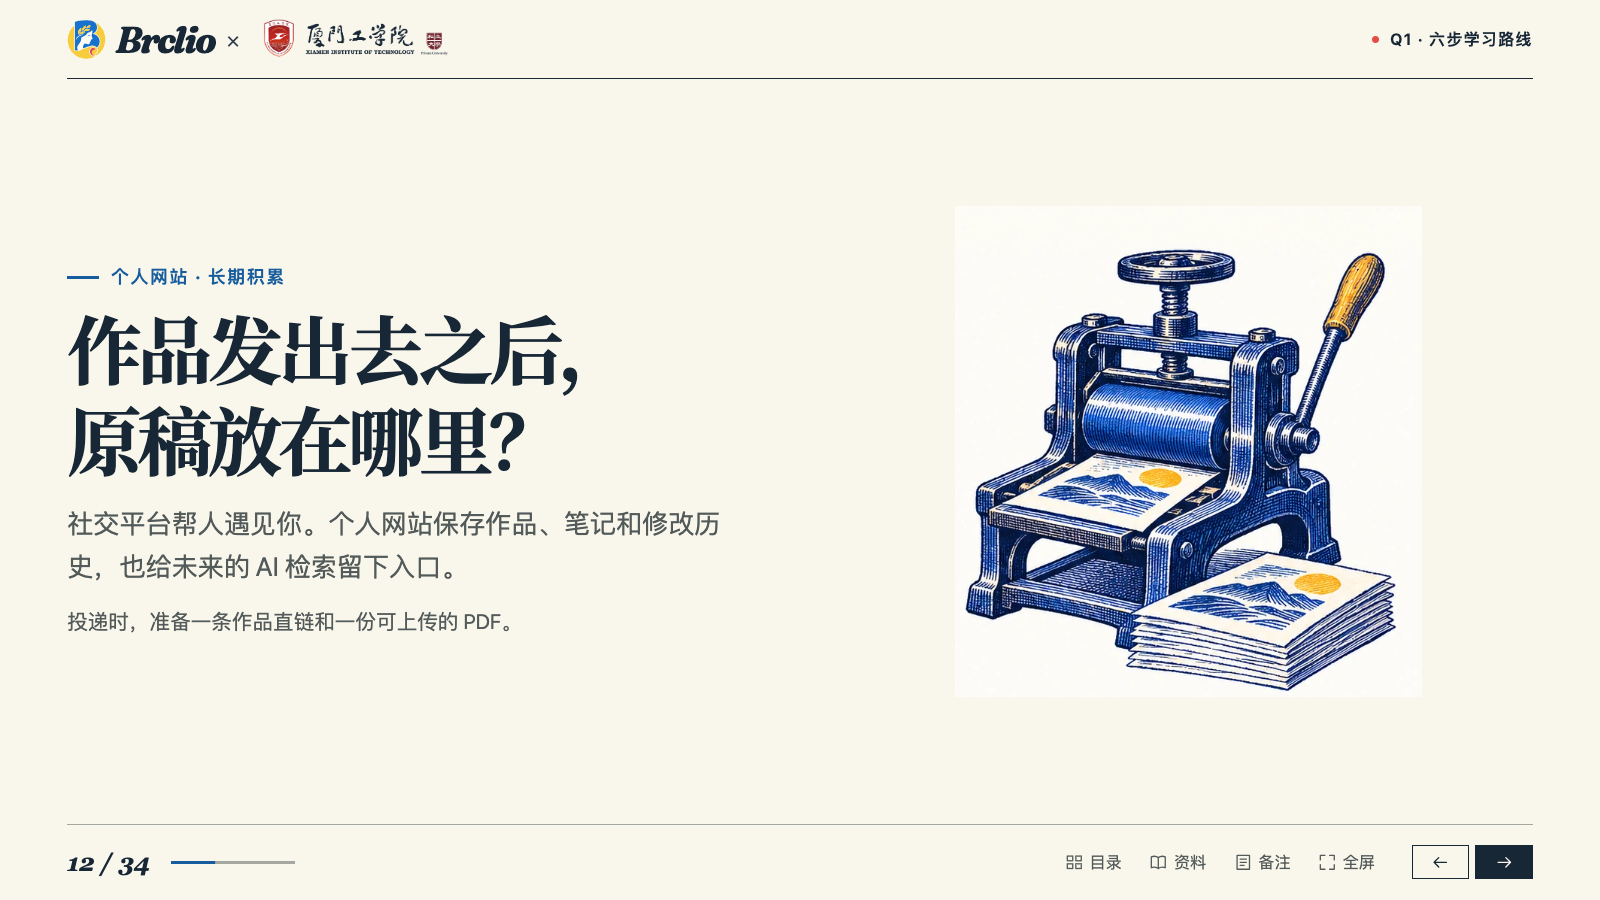 Brclio ×
厦门工学院
XIAMEN INSTITUTE OF TECHNOLOGY
Q1 · 六步学习路线
个人网站 · 长期积累
作品发出去之后,
原稿放在哪里?
社交平台帮人遇见你。个人网站保存作品、笔记和修改历
史，也给未来的 AI 检索留下入口。
投递时，准备一条作品直链和一份可上传的 PDF。
12 / 34
目录
资料
备注
全屏
← →